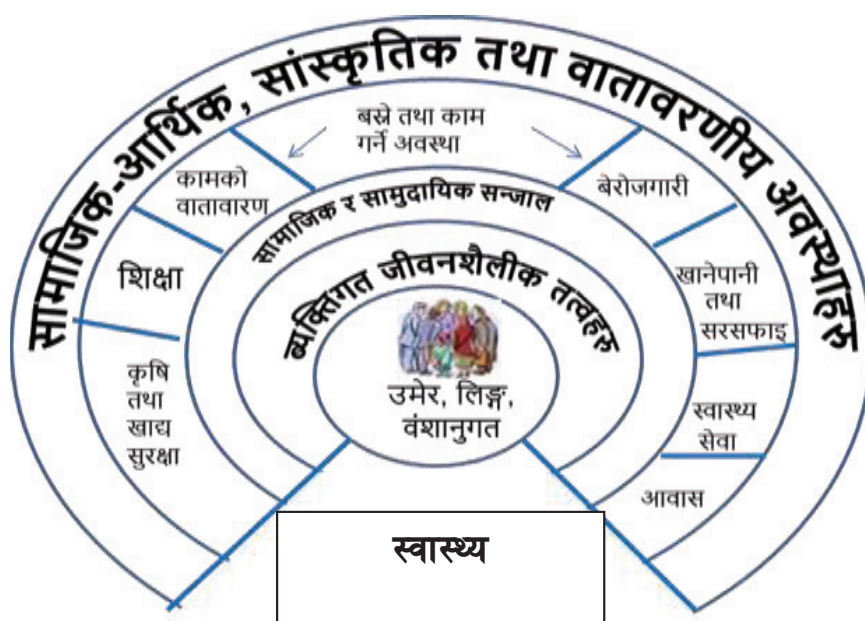 सामाजिक-आर्थिक, सांस्कृतिक तथा वातावरणीय अवस्थाहरु
बस्ने तथा काम
गर्ने अवस्था
कामको
वातावारण
बेरोजगारी
सामाजिक र सामुदायिक सन्जाल
शिक्षा
खानेपानी
तथा
सरसफाइ
व्यक्तिगत जीवनशैलीक तत्वहरु
कृषि
तथा
खाद्य
सुरक्षा
उमेर, लिङ्ग,
वंशानुगत
स्वास्थ्य
सेवा
आवास
स्वास्थ्य